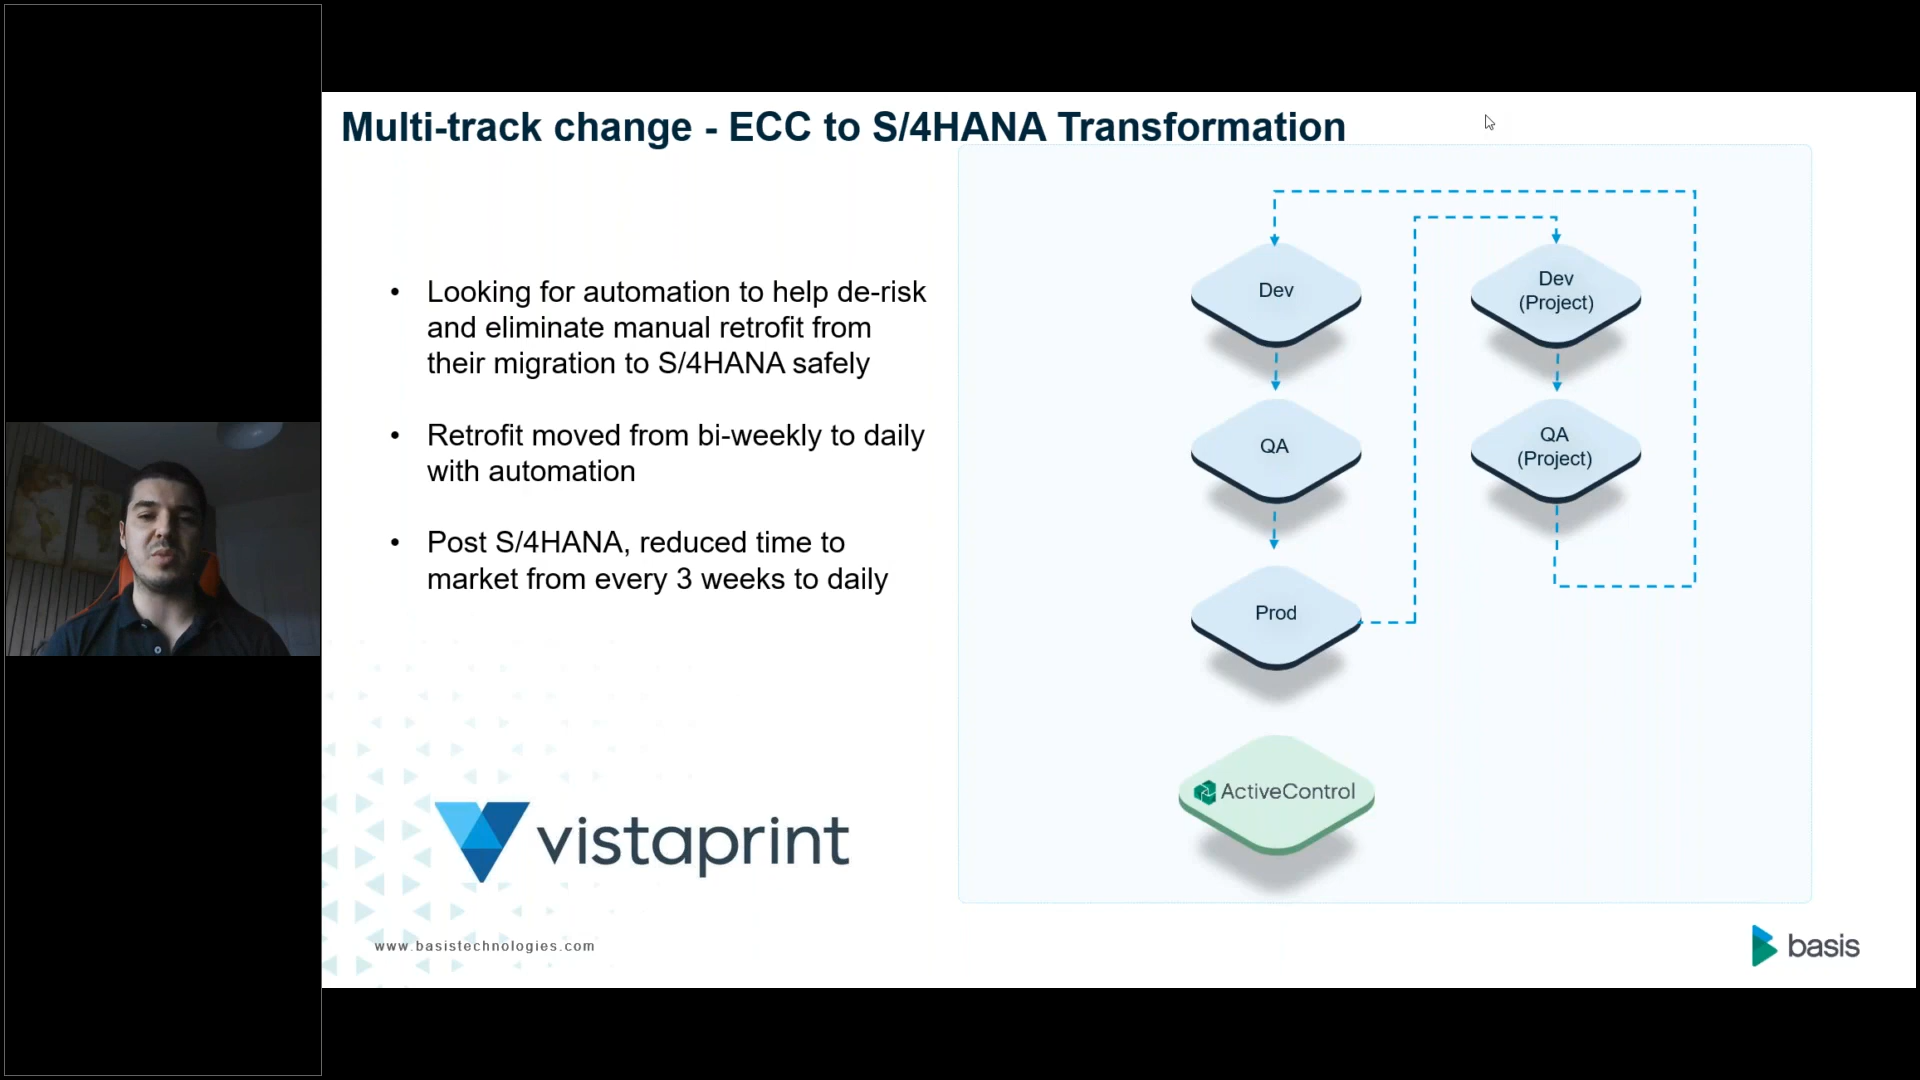 Multi-track change - ECC to S/4HANA Transformation
• Looking for automation to help de-risk
and eliminate manual retrofit from
their migration to S/4HANA safely
• Retrofit moved from bi-weekly to daily
with automation
• Post S/4HANA, reduced time to
market from every 3 weeks to daily
vistaprint
www.basistechnologies.com
Dev
QA
Prod
ActiveControl
Dev
(Project)
QA
(Project)
basis